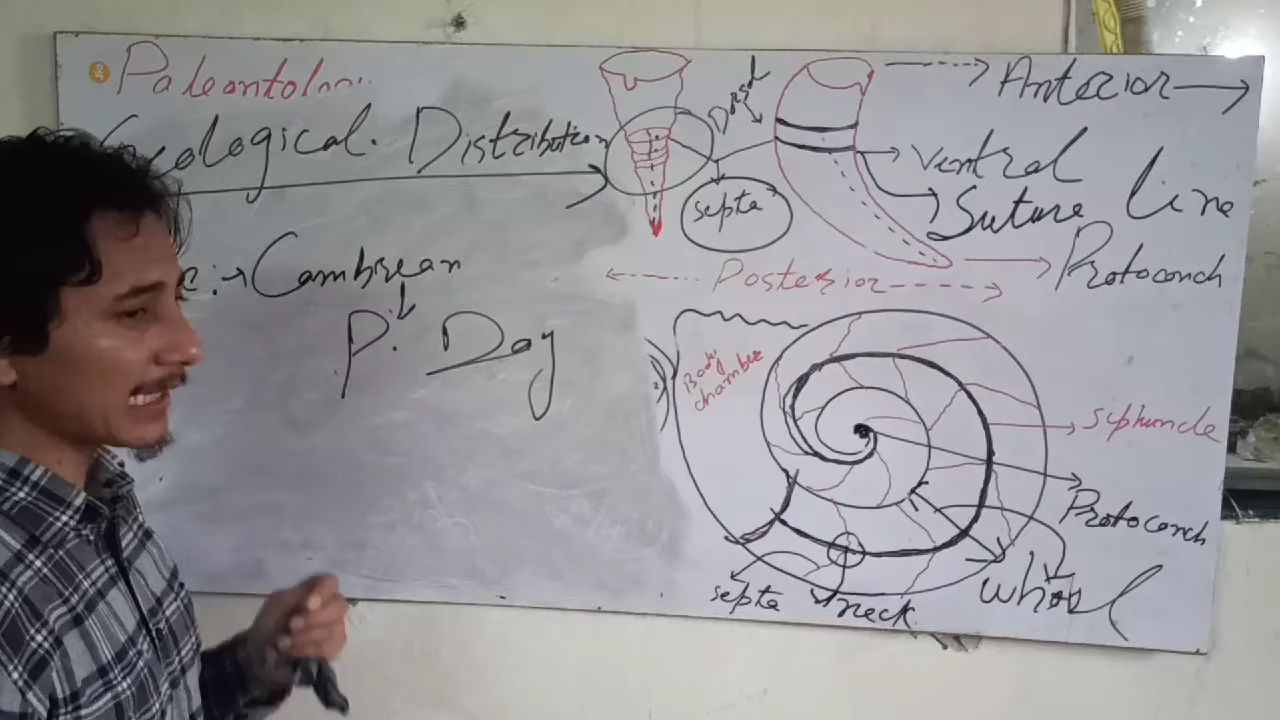 Paleontolo
Geological. Distribution
e:→ Cambrean
P. Day
Dorsal
septa
Anterior
Ventral
Suture line
Protoconch
Posterior
Body
chamber
siphuncle
Protoconch
whorl
septa
neck